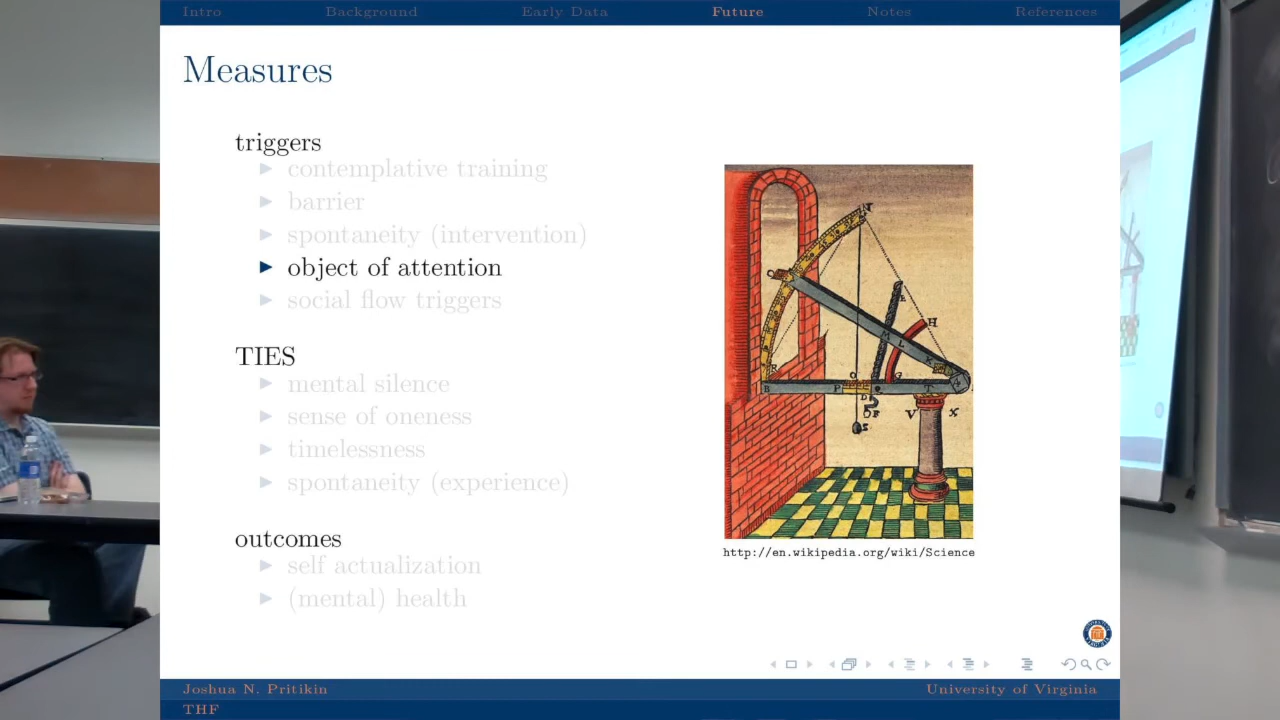 Intro Background Early Data Future Notes References
Measures
triggers
contemplative training
barrier
spontaneity (intervention)
object of attention
social flow triggers
TIES
mental silence
sense of oneness
timelessness
spontaneity (experience)
outcomes
self actualization
(mental) health
http://en.wikipedia.org/wiki/Science
Joshua N. Pritikin University of Virginia
THF